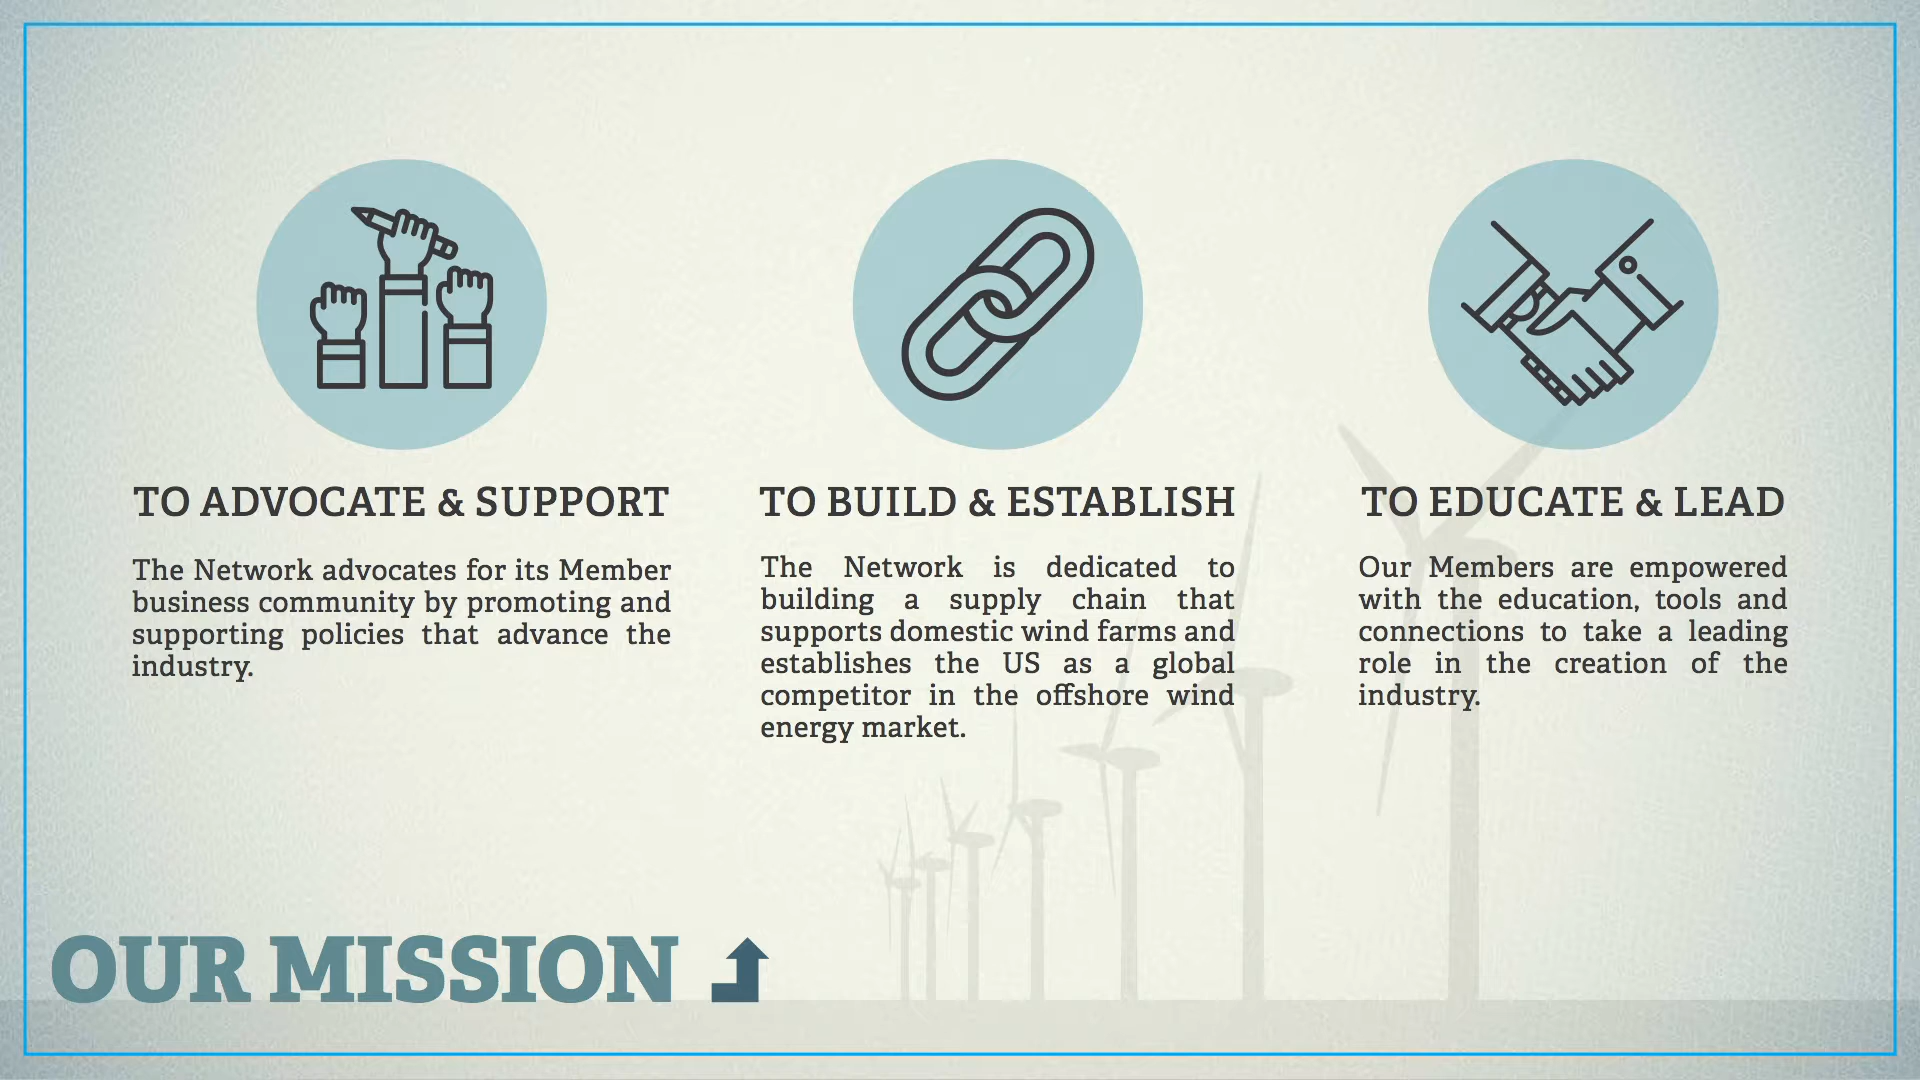 TO ADVOCATE & SUPPORT
The Network advocates for its Member
business community by promoting and
supporting policies that advance the
industry.
TO BUILD & ESTABLISH
The Network is dedicated to
building a supply chain that
supports domestic wind farms and
establishes the US as a global
competitor in the offshore wind
energy market.
TO EDUCATE & LEAD
Our Members are empowered
with the education, tools and
connections to take a leading
role in the creation of the
industry.
OUR MISSION